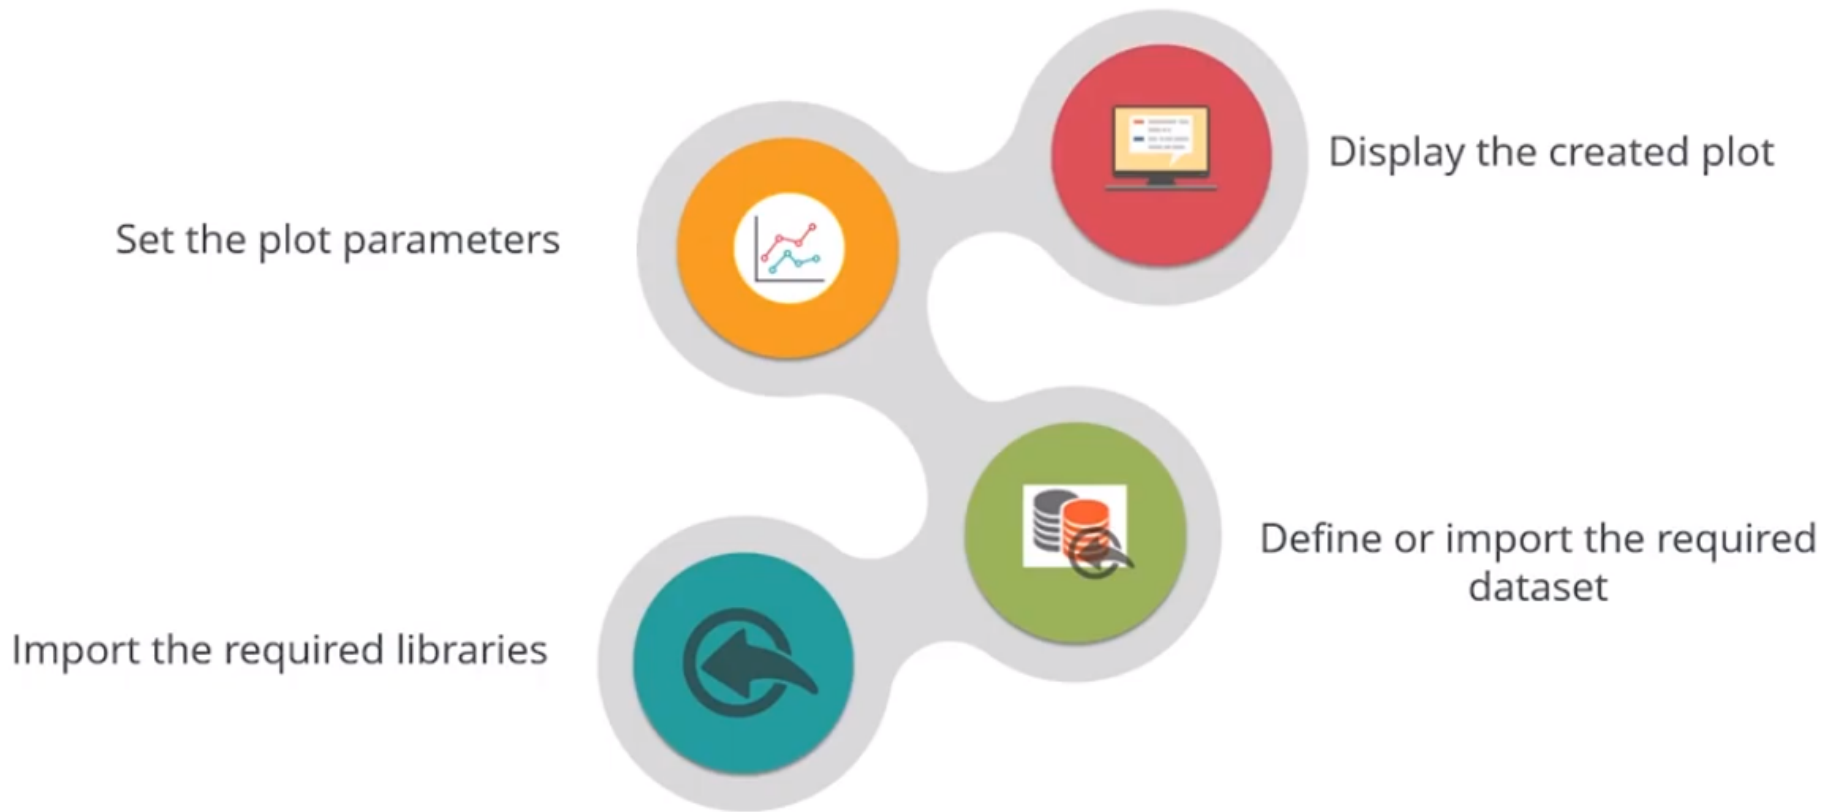 Display the created plot
Set the plot parameters
Define or import the required
dataset
Import the required libraries